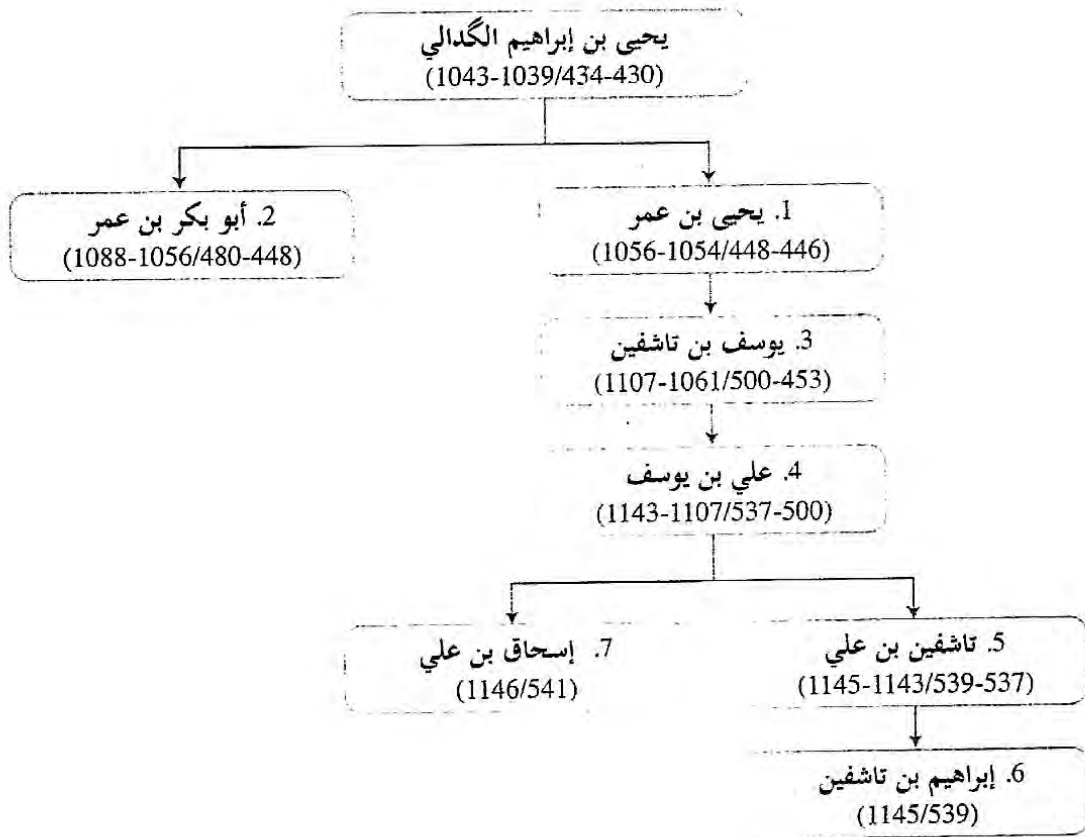 يحيى بن إبراهيم الگدالي
(430-434/1039-1043)
1. يحيى بن عمر
(446-448/1054-1056)
2. أبو بكر بن عمر
(448-480/1056-1088)
3. يوسف بن تاشفين
(453-500/1061-1107)
4. علي بن يوسف
(500-537/1107-1143)
5. تاشفين بن علي
(537-539/1143-1145)
7. إسحاق بن علي
(541/1146)
6. إبراهيم بن تاشفين
(539/1145)